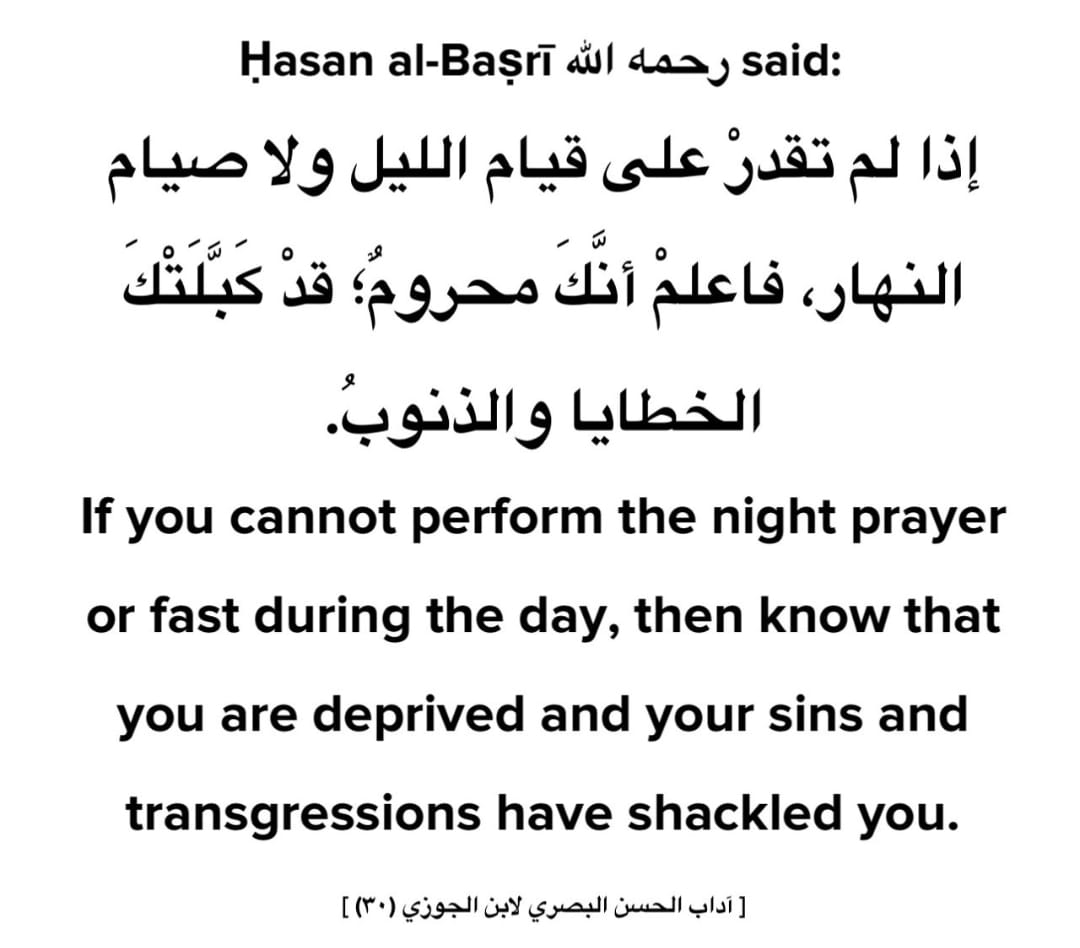 Ḥasan al-Baṣrī رحمه الله said:
إذا لم تقدرْ على قيام الليل ولا صيام
النهار، فاعلمْ أنَّكَ محرومٌ؛ قدْ كَبَّلَتْكَ
الخطايا والذنوبُ.
If you cannot perform the night prayer
or fast during the day, then know that
you are deprived and your sins and
transgressions have shackled you.
[ آداب الحسن البصري لابن الجوزي (٣٠) ]